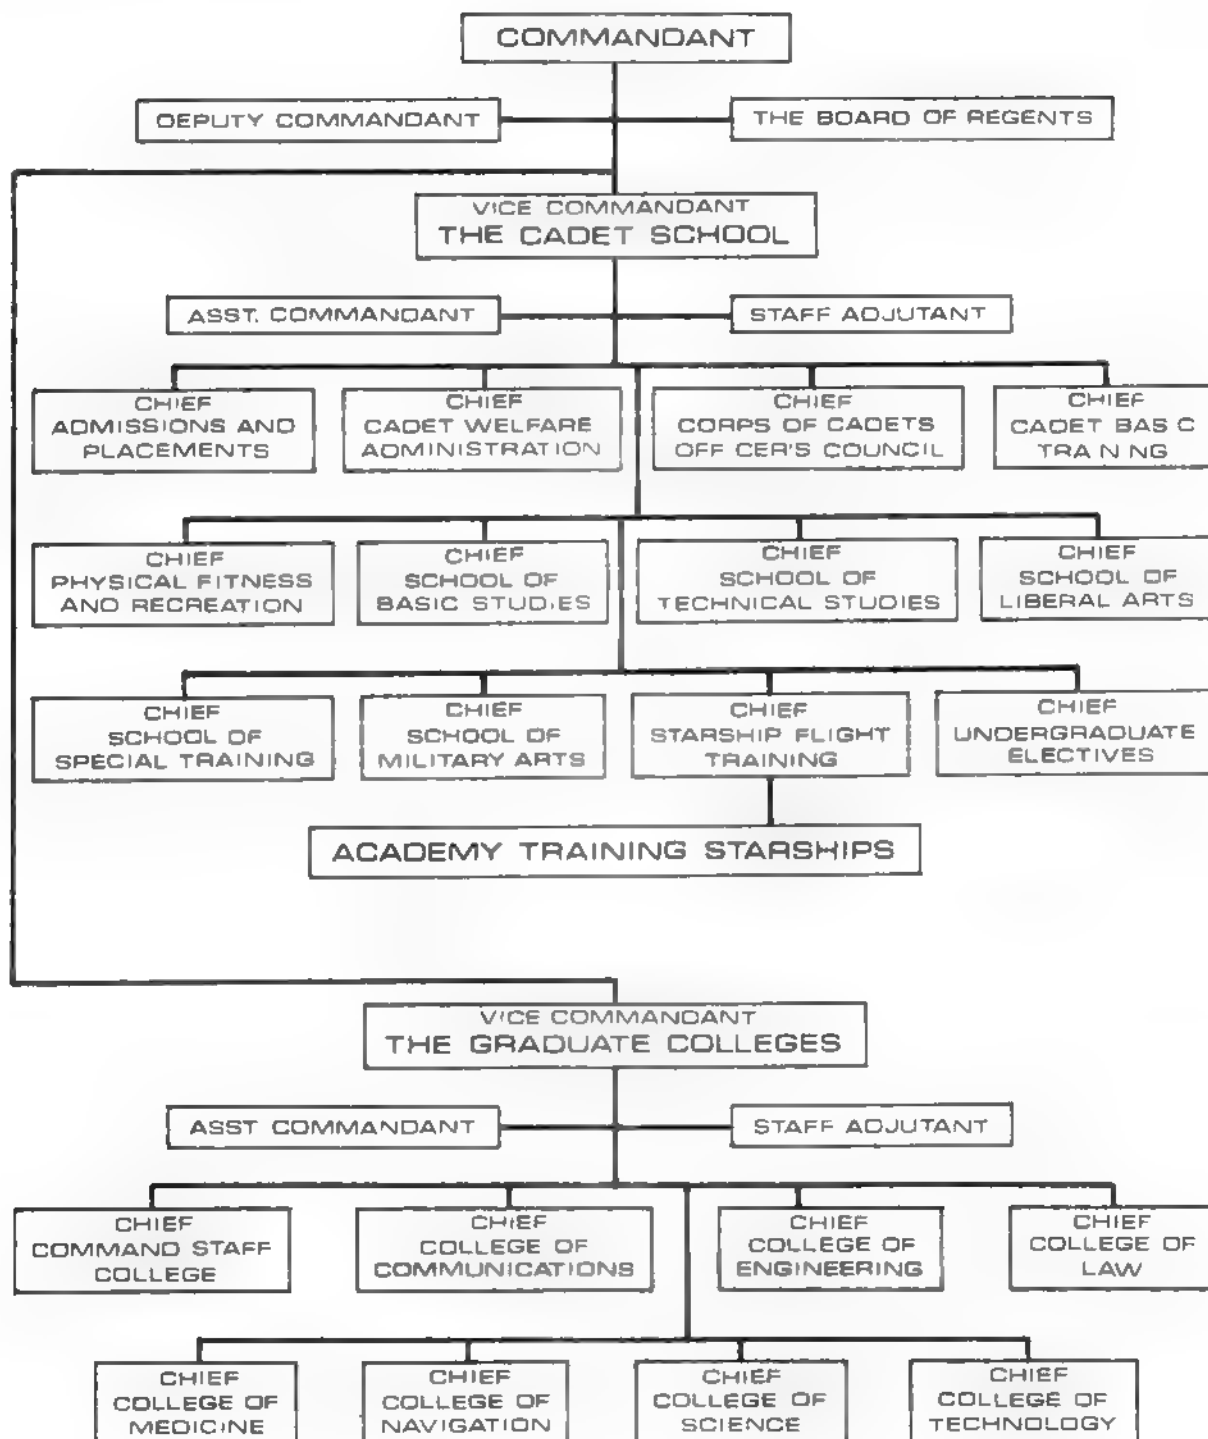 COMMANDANT
DEPUTY COMMANDANT
THE BOARD OF REGENTS
VICE COMMANDANT
THE CADET SCHOOL
ASST. COMMANDANT
STAFF ADJUTANT
CHIEF
ADMISSIONS AND
PLACEMENTS
CHIEF
CADET WELFARE
ADMINISTRATION
CHIEF
CORPS OF CADETS
OFF CER'S COUNCIL
CHIEF
CADET BAS C
TRA N NG
CHIEF
PHYSICAL FITNESS
AND RECREATION
CHIEF
SCHOOL OF
BASIC STUDIES
CHIEF
SCHOOL OF
TECHNICAL STUDIES
CHIEF
SCHOOL OF
LIBERAL ARTS
CHIEF
SCHOOL OF
SPECIAL TRAINING
CHIEF
SCHOOL OF
MILITARY ARTS
CHIEF
STARSHIP FLIGHT
TRAINING
CHIEF
UNDERGRADUATE
ELECTIVES
ACADEMY TRAINING STARSHIPS
VICE COMMANDANT
THE GRADUATE COLLEGES
ASST COMMANDANT
STAFF ADJUTANT
CHIEF
COMMAND STAFF
COLLEGE
CHIEF
COLLEGE OF
COMMUNICATIONS
CHIEF
COLLEGE OF
ENGINEERING
CHIEF
COLLEGE OF
LAW
CHIEF
COLLEGE OF
MEDICINE
CHIEF
COLLEGE OF
NAVIGATION
CHIEF
COLLEGE OF
SCIENCE
CHIEF
COLLEGE OF
TECHNOLOGY